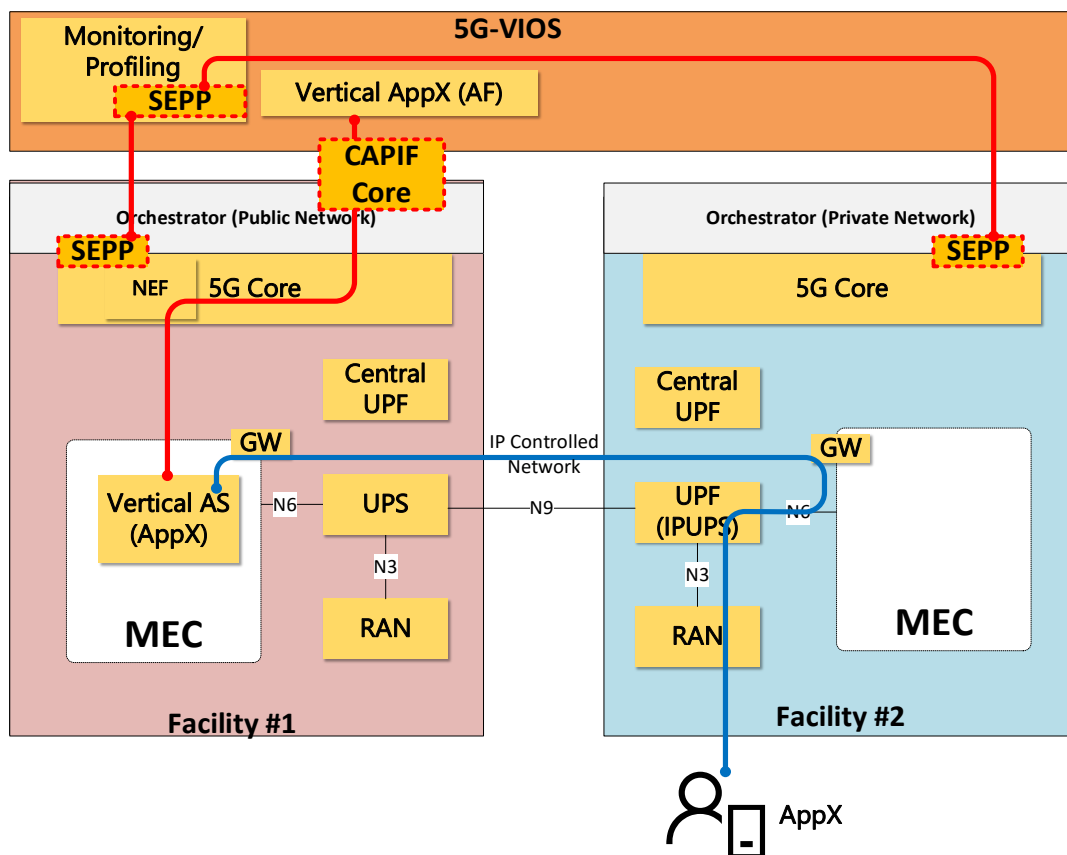 5G-VIOS
Monitoring/
Profiling
SEPP
Vertical AppX (AF)
CAPIF
Core
Orchestrator (Public Network)
SEPP
NEF
5G Core
Central
UPF
GW
Vertical AS
(AppX)
MEC
N6
UPS
N3
RAN
Facility #1
IP Controlled
Network
N9
Orchestrator (Private Network)
SEPP
5G Core
Central
UPF
GW
UPF
(IPUPS)
N6
N3
RAN
MEC
Facility #2
AppX